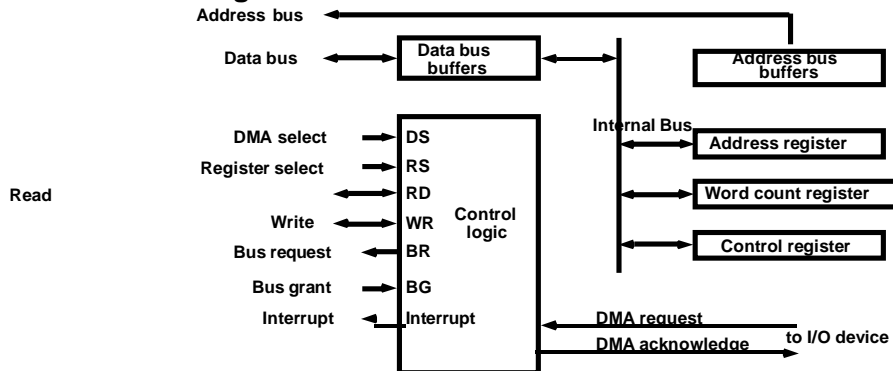 Address bus
Data bus
Data bus
buffers
Address bus
buffers
Internal Bus
DMA select
DS
Address register
Register select
RS
Read
RD
Word count register
Write
WR
Control
logic
Bus request
BR
Control register
Bus grant
BG
Interrupt
Interrupt
DMA request
DMA acknowledge
to I/O device